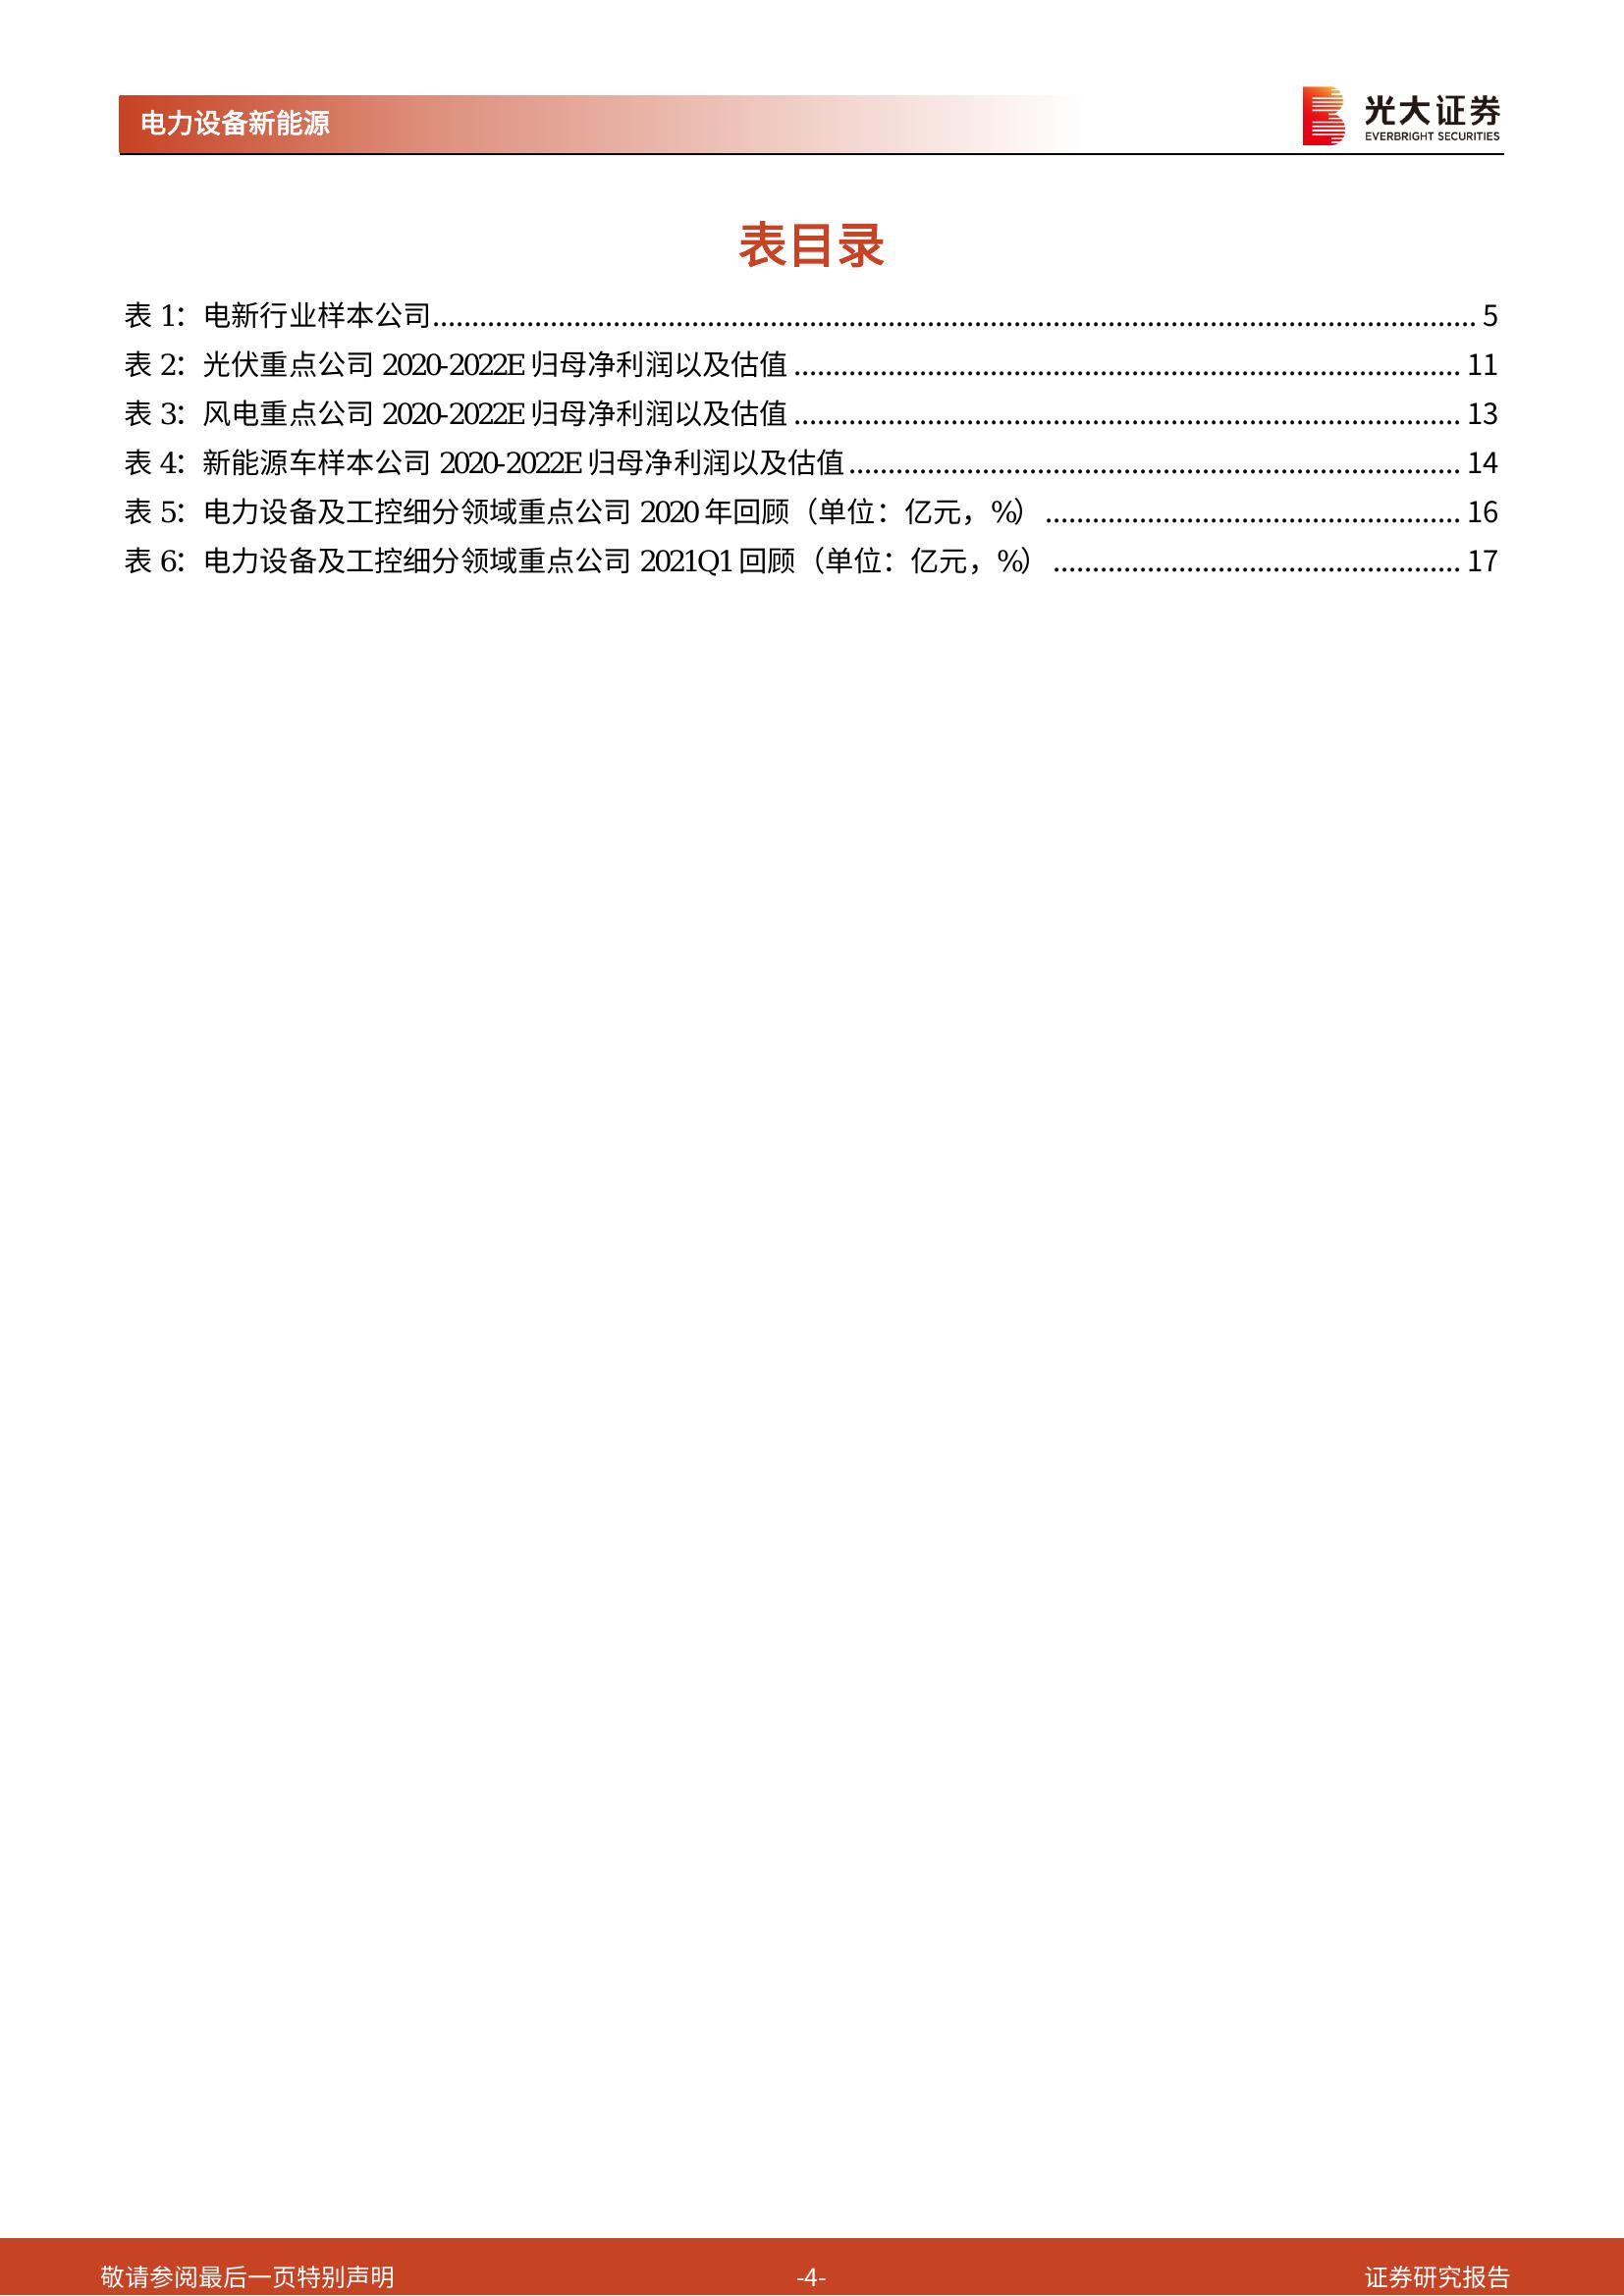 电力设备新能源
光大证券
EVERBRIGHT SECURITIES
表目录
表 1：电新行业样本公司........................................................................................................................................ 5
表 2：光伏重点公司 2020-2022E 归母净利润以及估值 ....................................................................................... 11
表 3：风电重点公司 2020-2022E 归母净利润以及估值 ....................................................................................... 13
表 4：新能源车样本公司 2020-2022E 归母净利润以及估值................................................................................ 14
表 5：电力设备及工控细分领域重点公司 2020 年回顾（单位：亿元，%） ...................................................... 16
表 6：电力设备及工控细分领域重点公司 2021Q1 回顾（单位：亿元，%） ..................................................... 17
敬请参阅最后一页特别声明
-4-
证券研究报告